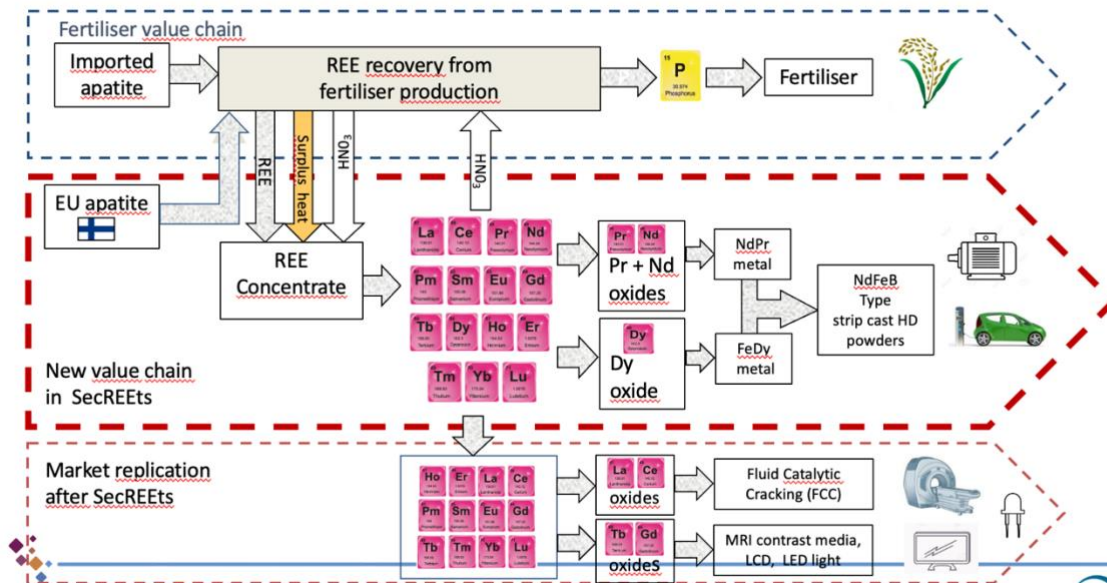 Fertiliser value chain
Imported
apatite
REE recovery from
fertiliser production
P
15
P
Phosphorus
P
Fertiliser
REE
Surplus heat
HNO3
HNO3
EU apatite
REE
Concentrate
La
Ce
Pr
Nd
Pm
Sm
Eu
Gd
Tb
Dy
Ho
Er
Tm
Yb
Lu
Pr
Nd
Pr + Nd
oxides
Dy
Dy
oxide
NdPr
metal
FeDy
metal
NdFeB
Type
strip cast HD
powders
New value chain
in SecREEts
Market replication
after SecREEts
Ho
Er
La
Ce
Pm
Sm
Eu
Gd
Tb
Tm
Yb
Lu
La
Ce
oxides
Tb
Gd
oxides
Fluid Catalytic
Cracking (FCC)
MRI contrast media,
LCD, LED light